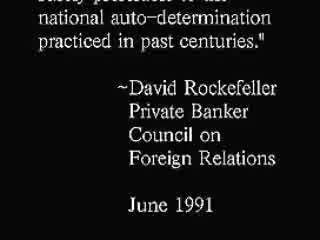 national auto-determination
practiced in past centuries."
~David Rockefeller
Private Banker
Council on
Foreign Relations
June 1991